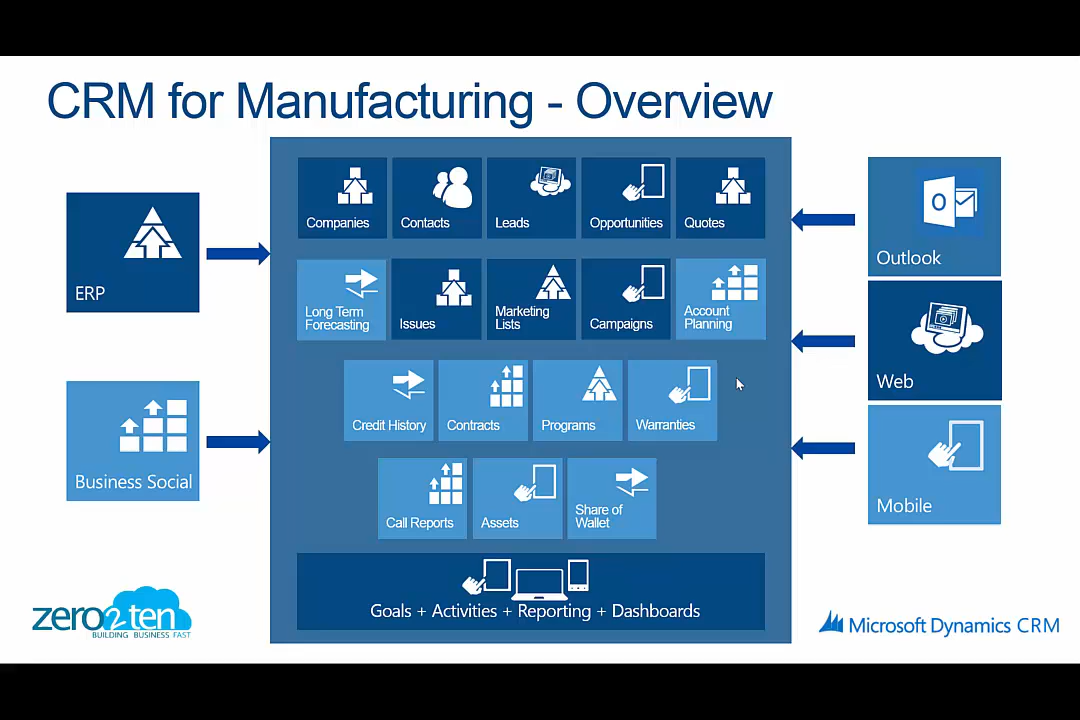 CRM for Manufacturing - Overview
ERP
Business Social
Companies
Contacts
Leads
Opportunities
Quotes
Long Term
Forecasting
Issues
Marketing
Lists
Campaigns
Account
Planning
Credit History
Contracts
Programs
Warranties
Call Reports
Assets
Share of
Wallet
Goals + Activities + Reporting + Dashboards
Outlook
Web
Mobile
zero2ten
BUILDING BUSINESS FAST
Microsoft Dynamics CRM